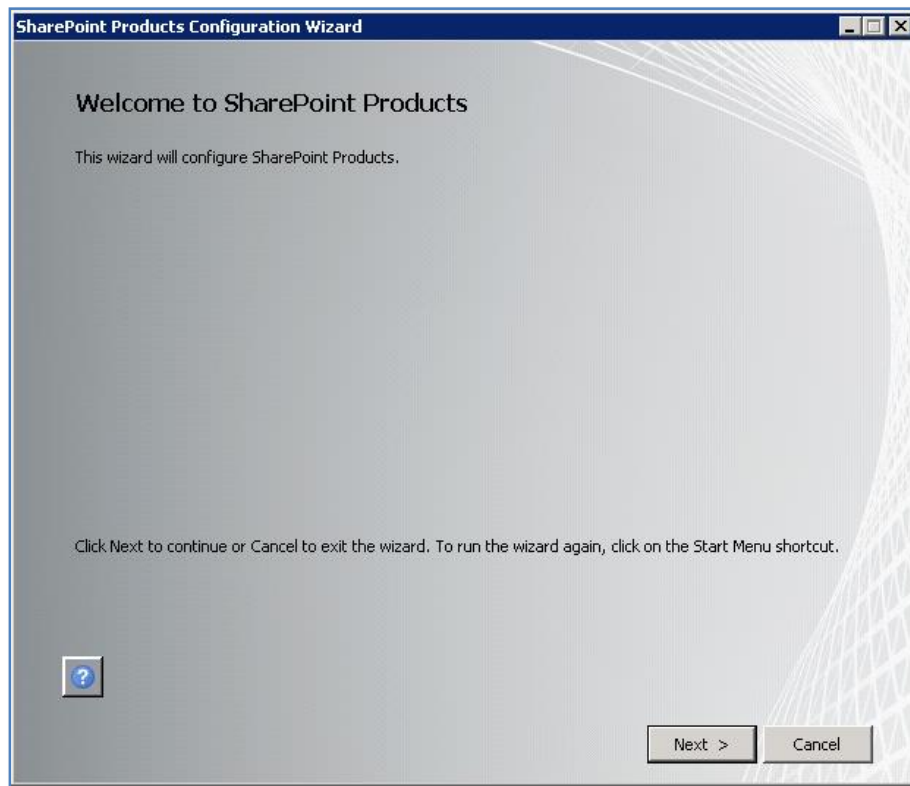 SharePoint Products Configuration Wizard
Welcome to SharePoint Products
This wizard will configure SharePoint Products.
Click Next to continue or Cancel to exit the wizard. To run the wizard again, click on the Start Menu shortcut.
?
Next >
Cancel